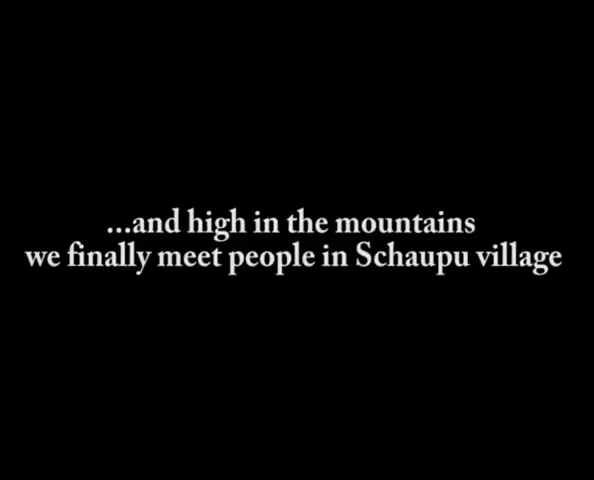 ...and high in the mountains
we finally meet people in Schaupu village